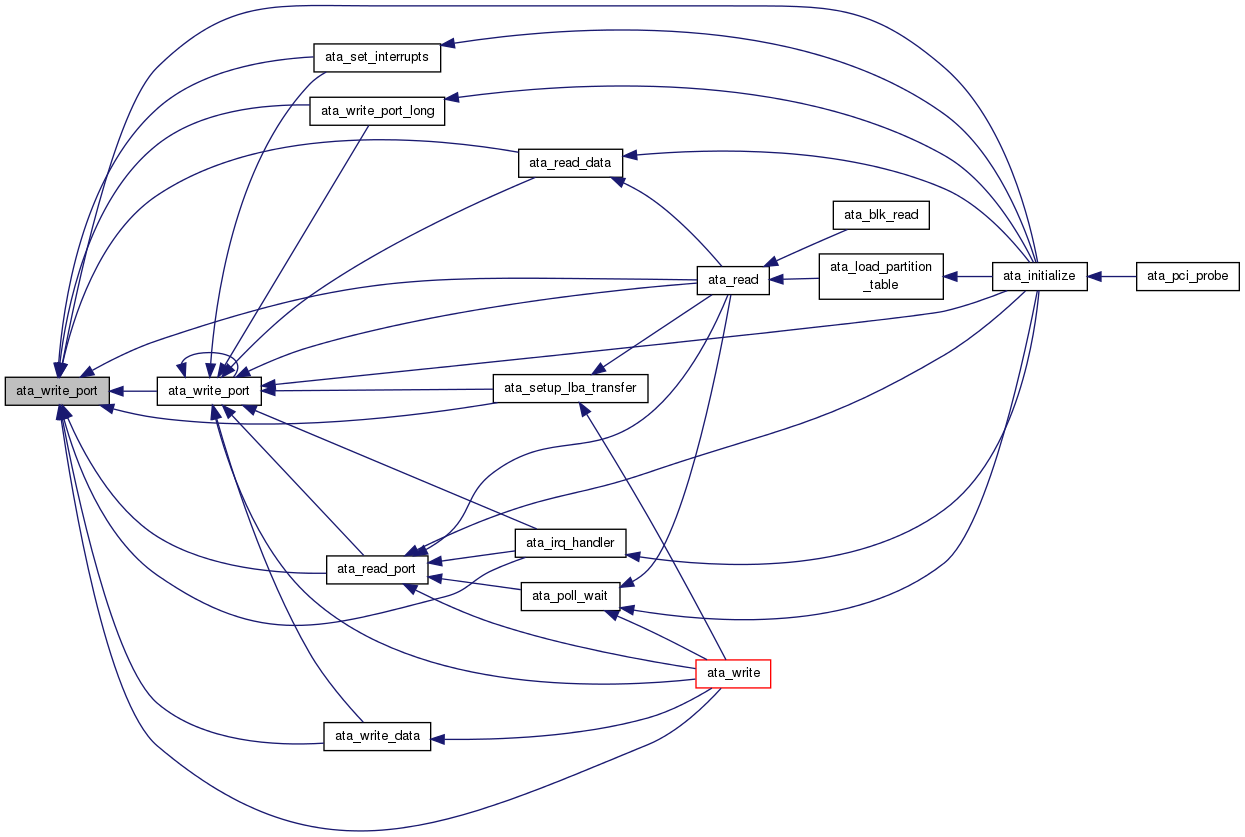 ata_set_interrupts
ata_write_port_long
ata_read_data
ata_blk_read
ata_load_partition
_table
ata_read
ata_initialize
ata_pci_probe
ata_write_port
ata_write_port
ata_setup_lba_transfer
ata_irq_handler
ata_read_port
ata_poll_wait
ata_write
ata_write_data